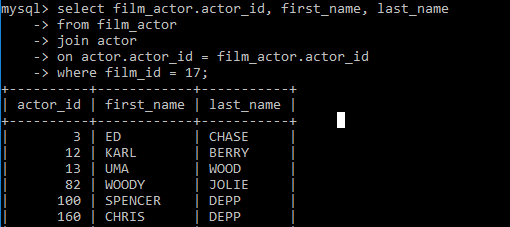 mysql> select film_actor.actor_id, first_name, last_name
    -> from film_actor
    -> join actor
    -> on actor.actor_id = film_actor.actor_id
    -> where film_id = 17;
+----------+------------+-----------+
| actor_id | first_name | last_name |
+----------+------------+-----------+
|        3 | ED         | CHASE     |
|       12 | KARL       | BERRY     |
|       13 | UMA        | WOOD      |
|       82 | WOODY      | JOLIE     |
|      100 | SPENCER    | DEPP      |
|      160 | CHRIS      | DEPP      |